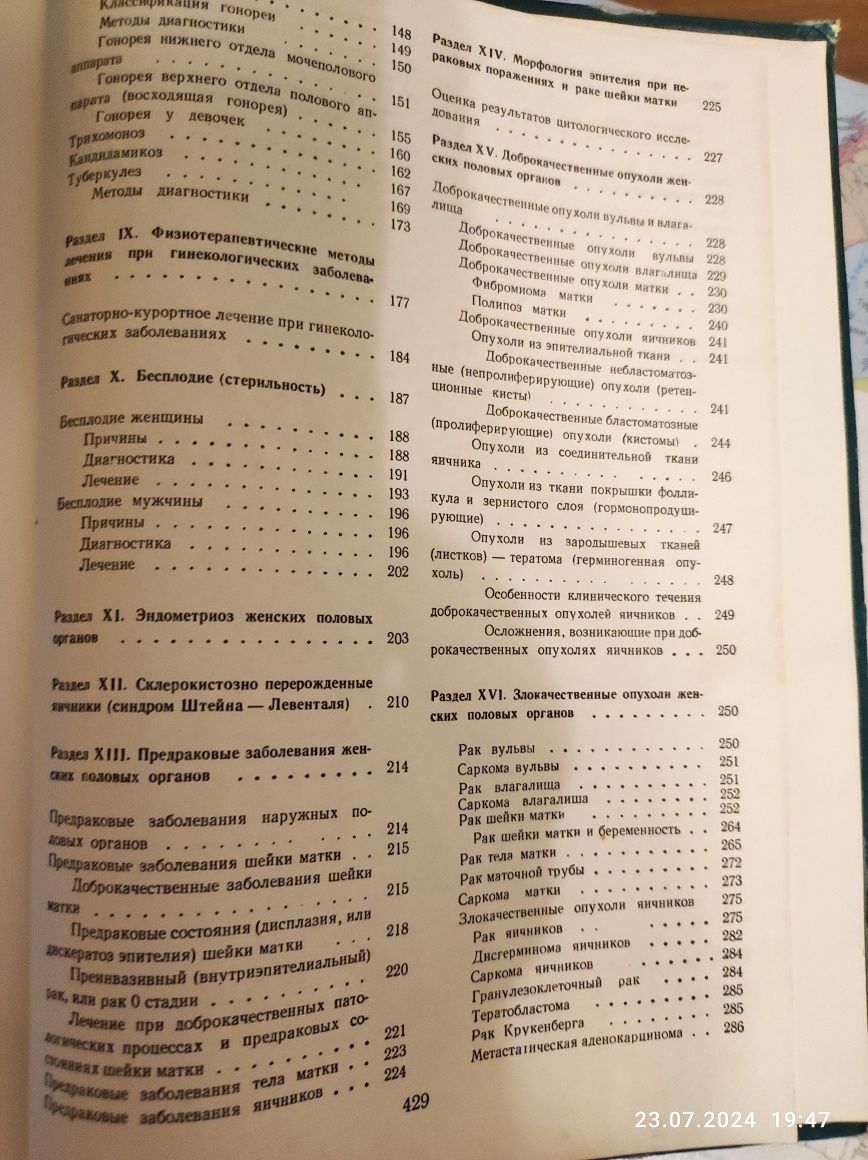 Классификация гонореи . . . . . . 148
Методы диагностики . . . . . . 149
Гонорея нижнего отдела мочеполового
аппарата . . . . . . . . . . 150
Гонорея верхнего отдела полового ап-
парата (восходящая гонорея) . . . . . 151
Гонорея у девочек . . . . . . . 155
Трихомоноз . . . . . . . . . . 160
Кандидамикоз . . . . . . . . . . 162
Туберкулез . . . . . . . . . . 167
Методы диагностики . . . . . . 169
173
Раздел IX. Физиотерапевтические методы
лечения при гинекологических заболева-
ниях . . . . . . . . . . . . . 177
Санаторно-курортное лечение при гинеколо-
гических заболеваниях . . . . . . . . 184
Раздел X. Бесплодие (стерильность) . . . 187
Бесплодие женщины . . . . . . . . 188
Причины . . . . . . . . . . . 188
Диагностика . . . . . . . . . 191
Лечение . . . . . . . . . . . 193
Бесплодие мужчины . . . . . . . . 196
Причины . . . . . . . . . . . 196
Диагностика . . . . . . . . . 196
Лечение . . . . . . . . . . . 202
Раздел XI. Эндометриоз женских половых
органов . . . . . . . . . . . . . 203
Раздел XII. Склерокистозно перерожденные
яичники (синдром Штейна — Левенталя) . 210
Раздел XIII. Предраковые заболевания жен-
ских половых органов . . . . . . . . 214
Предраковые заболевания наружных по-
ловых органов . . . . . . . . . . 214
Предраковые заболевания шейки матки . . 215
Доброкачественные заболевания шейки
матки . . . . . . . . . . . . . 215
Предраковые состояния (дисплазия, или
дискератоз эпителия) шейки матки . . . 218
Преинвазивный (внутриэпителиальный)
рак, или рак 0 стадии . . . . . . . . 220
Лечение при доброкачественных пато-
логических процессах и предраковых со-
стояниях шейки матки . . . . . . . . 221
Предраковые заболевания тела матки . . 223
Предраковые заболевания яичников . . . 224
Раздел XIV. Морфология эпителия при не-
раковых поражениях и раке шейки матки 225
Оценка результатов цитологического иссле-
дования . . . . . . . . . . . . 227
Раздел XV. Доброкачественные опухоли жен-
ских половых органов . . . . . . . . 228
Доброкачественные опухоли вульвы и влага-
лища . . . . . . . . . . . . . 228
Доброкачественные опухоли вульвы 228
Доброкачественные опухоли влагалища 229
Доброкачественные опухоли матки . . 230
Фибромиома матки . . . . . . 230
Полипоз матки . . . . . . . . 240
Доброкачественные опухоли яичников 241
Опухоли из эпителиальной ткани . . 241
Доброкачественные небластоматоз-
ные (непролиферирующие) опухоли (ретен-
ционные кисты) . . . . . . . . . . 241
Доброкачественные бластоматозные
(пролиферирующие) опухоли (кистомы) . 244
Опухоли из соединительной ткани
яичника . . . . . . . . . . . . 246
Опухоли из ткани покрышки фолли-
кула и зернистого слоя (гормонопродуци-
рующие) . . . . . . . . . . . . 247
Опухоли из зародышевых тканей
(листков) — тератома (герминогенная опу-
холь) . . . . . . . . . . . . . 248
Особенности клинического течения
доброкачественных опухолей яичников . . 249
Осложнения, возникающие при доб-
рокачественных опухолях яичников . . . 250
Раздел XVI. Злокачественные опухоли жен-
ских половых органов . . . . . . . . 250
Рак вульвы . . . . . . . . . . 250
Саркома вульвы . . . . . . . . 251
Рак влагалища . . . . . . . . 251
Саркома влагалища . . . . . . . 252
Рак шейки матки . . . . . . . 252
Рак шейки матки и беременность . . 264
Рак тела матки . . . . . . . . 265
Рак маточной трубы . . . . . . . 272
Саркома матки . . . . . . . . 273
Злокачественные опухоли яичников 275
Рак яичников . . . . . . . 275
Дисгерминома яичников . . . . . 282
Саркома яичников . . . . . . . 284
Гранулезоклеточный рак . . . . 284
Тератобластома . . . . . . . . 285
Рак Крукенберга . . . . . . . 285
Метастатическая аденокарцинома . . 286
429
23.07.2024 19:47